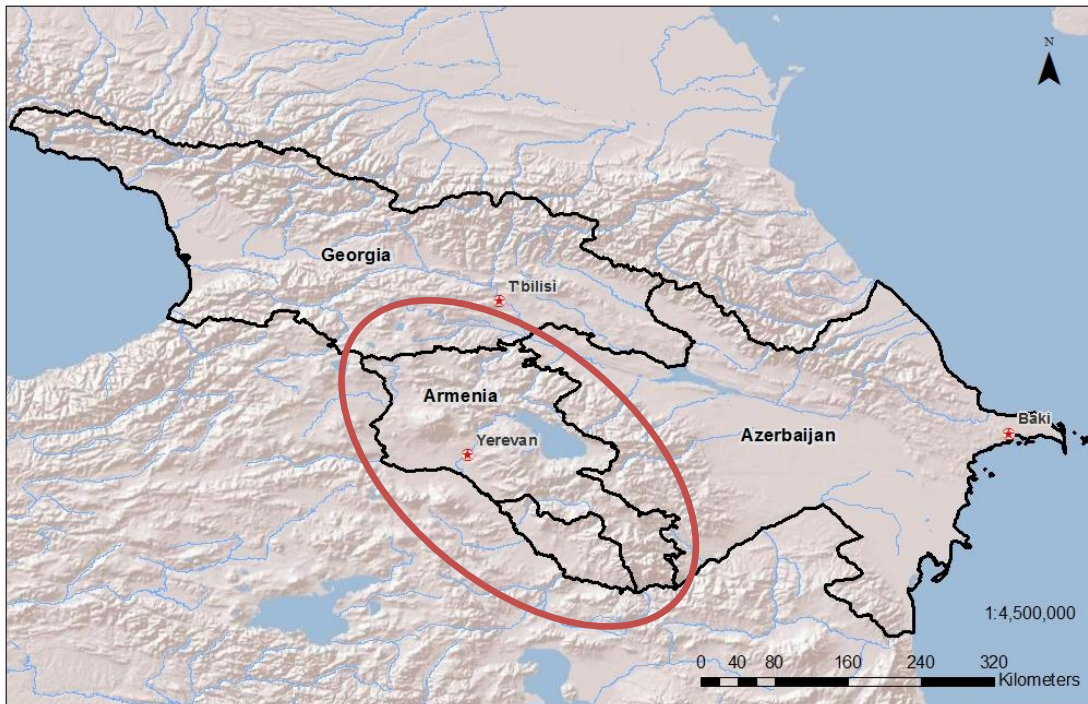 N
Georgia
T'bilisi
Armenia
Yerevan
Azerbaijan
Baki
1:4,500,000
0 40 80 160 240 320
Kilometers